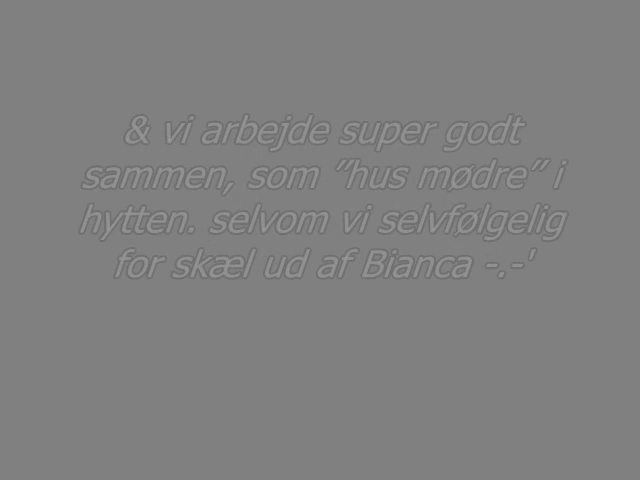 & vi arbejde super godt
sammen, som "hus mødre" i
hytten. selvom vi selvfølgelig
for skæl ud af Bianca -.-'